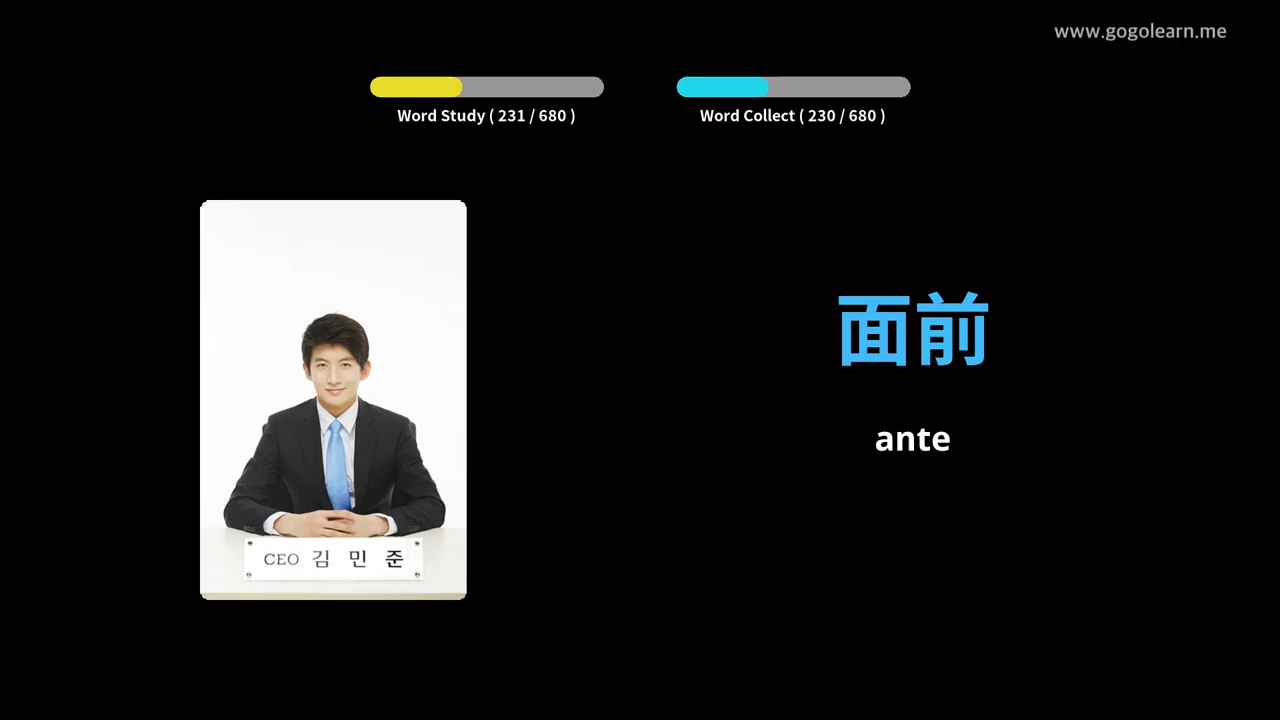 www.gogolearn.me
Word Study ( 231 / 680 )
Word Collect ( 230 / 680 )
面前
ante
CEO 김 민 준